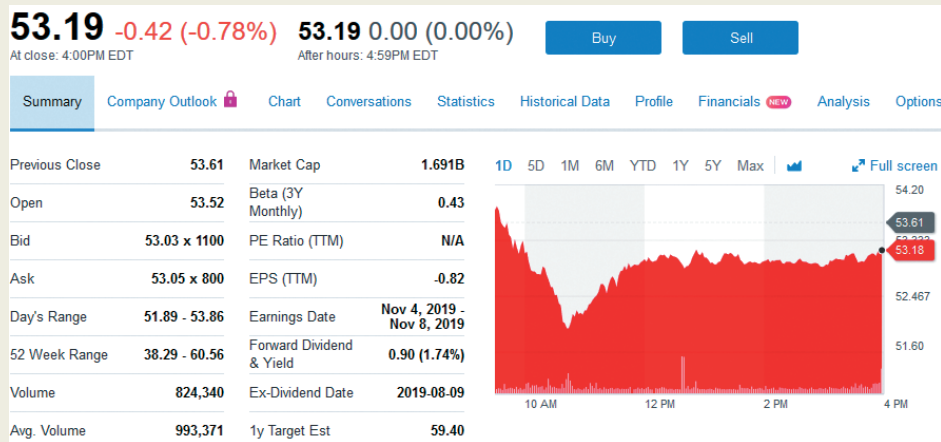 53.19 -0.42 (-0.78%) 53.19 0.00 (0.00%) Buy Sell
At close: 4:00PM EDT After hours: 4:59PM EDT
Summary Company Outlook Chart Conversations Statistics Historical Data Profile Financials NEW Analysis Options
Previous Close 53.61
Open 53.52
Bid 53.03 x 1100
Ask 53.05 x 800
Day's Range 51.89 - 53.86
52 Week Range 38.29 - 60.56
Volume 824,340
Avg. Volume 993,371
Market Cap 1.691B
Beta (3Y
Monthly) 0.43
PE Ratio (TTM) N/A
EPS (TTM) -0.82
Earnings Date Nov 4, 2019 -
Nov 8, 2019
Forward Dividend
& Yield 0.90 (1.74%)
Ex-Dividend Date 2019-08-09
1y Target Est 59.40
1D 5D 1M 6M YTD 1Y 5Y Max Full screen
54.20
53.61
53.18
52.467
51.60
10 AM 12 PM 2 PM 4 PM